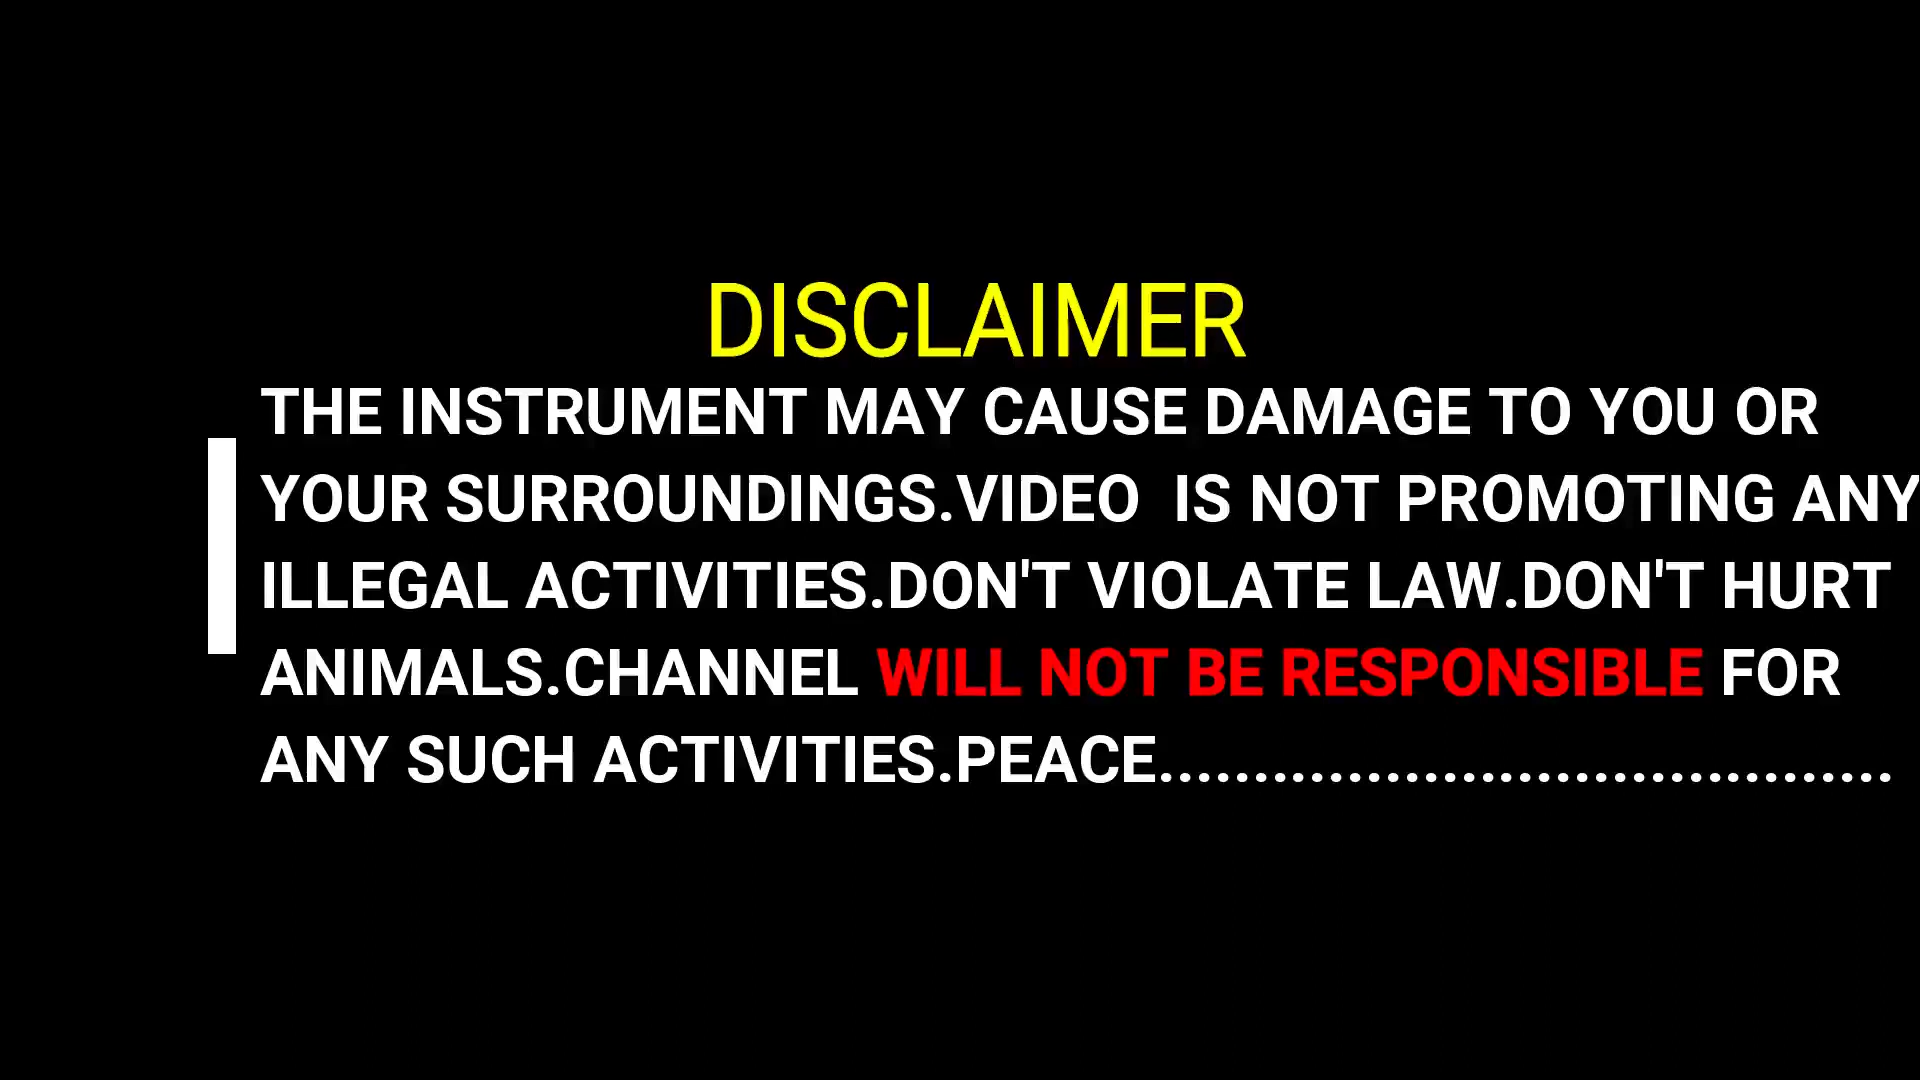 DISCLAIMER
THE INSTRUMENT MAY CAUSE DAMAGE TO YOU OR
YOUR SURROUNDINGS.VIDEO  IS NOT PROMOTING ANY
ILLEGAL ACTIVITIES.DON'T VIOLATE LAW.DON'T HURT
ANIMALS.CHANNEL WILL NOT BE RESPONSIBLE FOR
ANY SUCH ACTIVITIES.PEACE.......................................